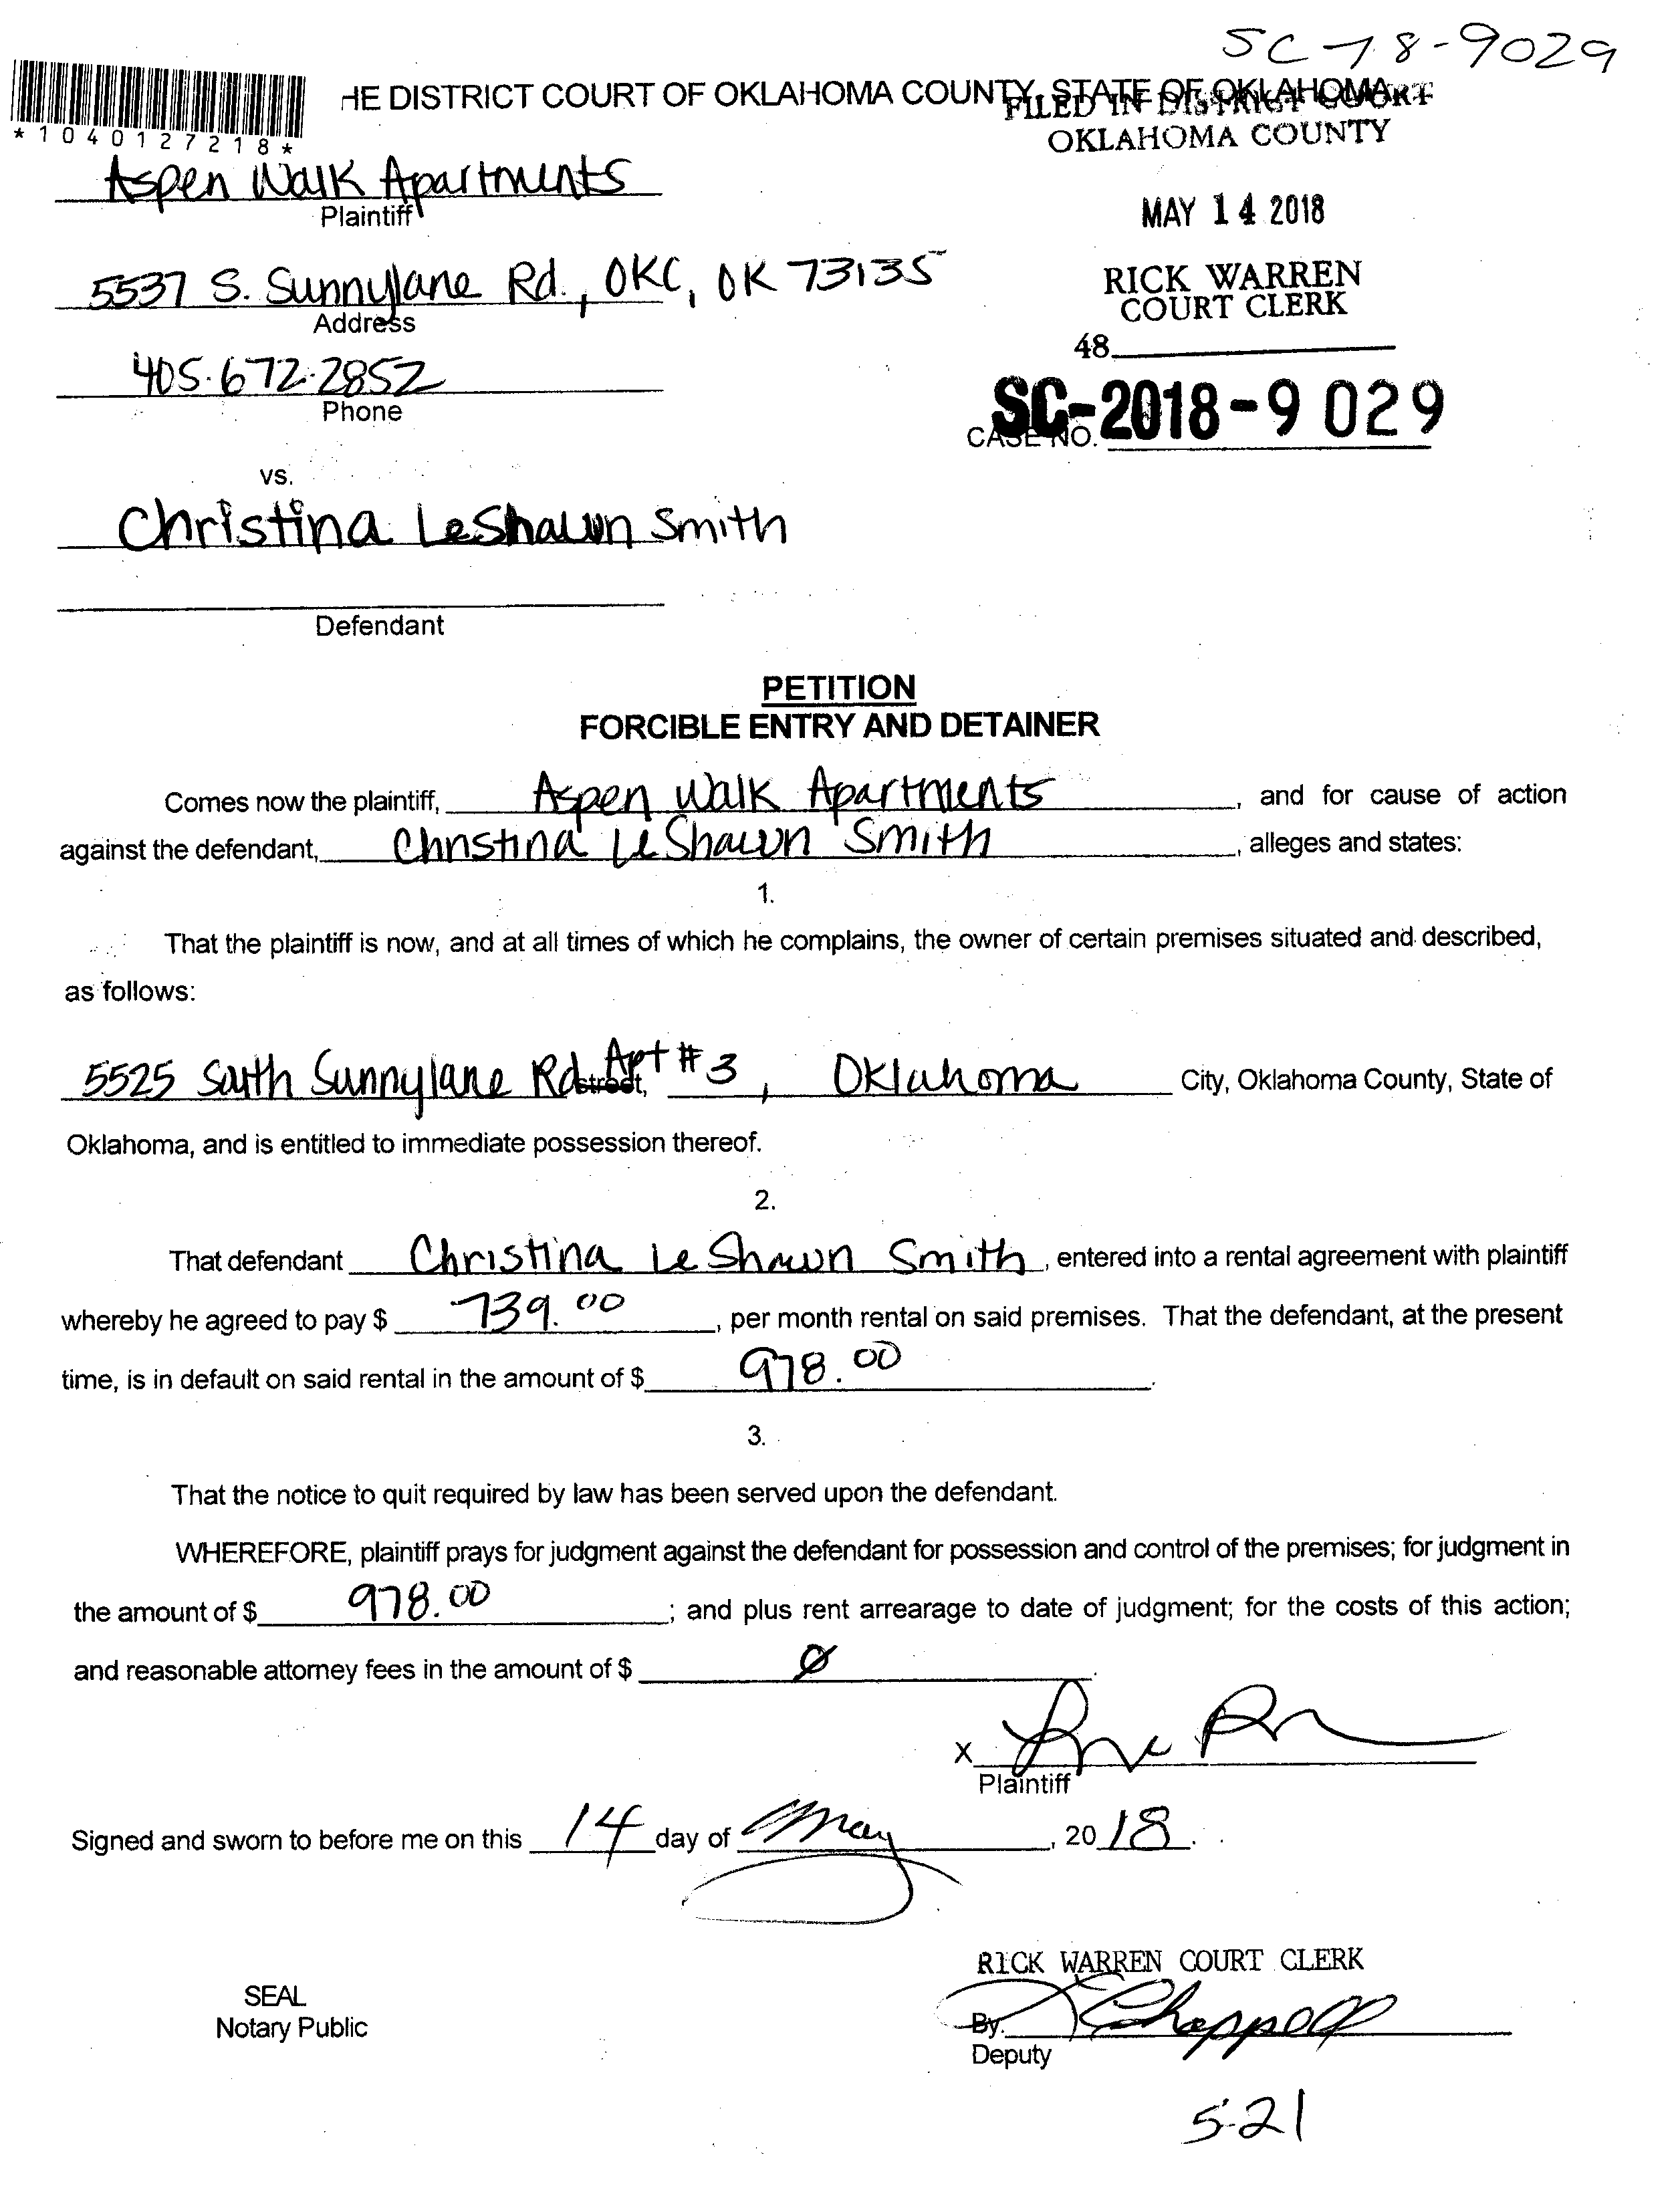 SC-18-9029
HE DISTRICT COURT OF OKLAHOMA COUNTY, STATE OF OKLAHOMA
FILED IN DISTRICT COURT
OKLAHOMA COUNTY
*1040127218*
Aspen Walk Apartments
Plaintiff
MAY 14 2018
5537 S. Sunnylane Rd., OKC, OK 73135
Address
RICK WARREN
COURT CLERK
48
405-672-2852
Phone
SC-2018-9029
CASE NO.
vs.
Christina LeShawn Smith
Defendant
PETITION
FORCIBLE ENTRY AND DETAINER
Comes now the plaintiff, Aspen Walk Apartments, and for cause of action
against the defendant, Christina LeShawn Smith, alleges and states:
1.
That the plaintiff is now, and at all times of which he complains, the owner of certain premises situated and described,
as follows:
5525 South Sunnylane Rd street, Apt #3, Oklahoma City, Oklahoma County, State of
Oklahoma, and is entitled to immediate possession thereof.
2.
That defendant Christina LeShawn Smith, entered into a rental agreement with plaintiff
whereby he agreed to pay $ 739.00, per month rental on said premises. That the defendant, at the present
time, is in default on said rental in the amount of $ 978.00.
3.
That the notice to quit required by law has been served upon the defendant.
WHEREFORE, plaintiff prays for judgment against the defendant for possession and control of the premises; for judgment in
the amount of $ 978.00; and plus rent arrearage to date of judgment; for the costs of this action;
and reasonable attorney fees in the amount of $ Ø.
X
Plaintiff
Signed and sworn to before me on this 14 day of May, 2018.
RICK WARREN COURT CLERK
SEAL
Notary Public
By: Chappell
Deputy
5-21